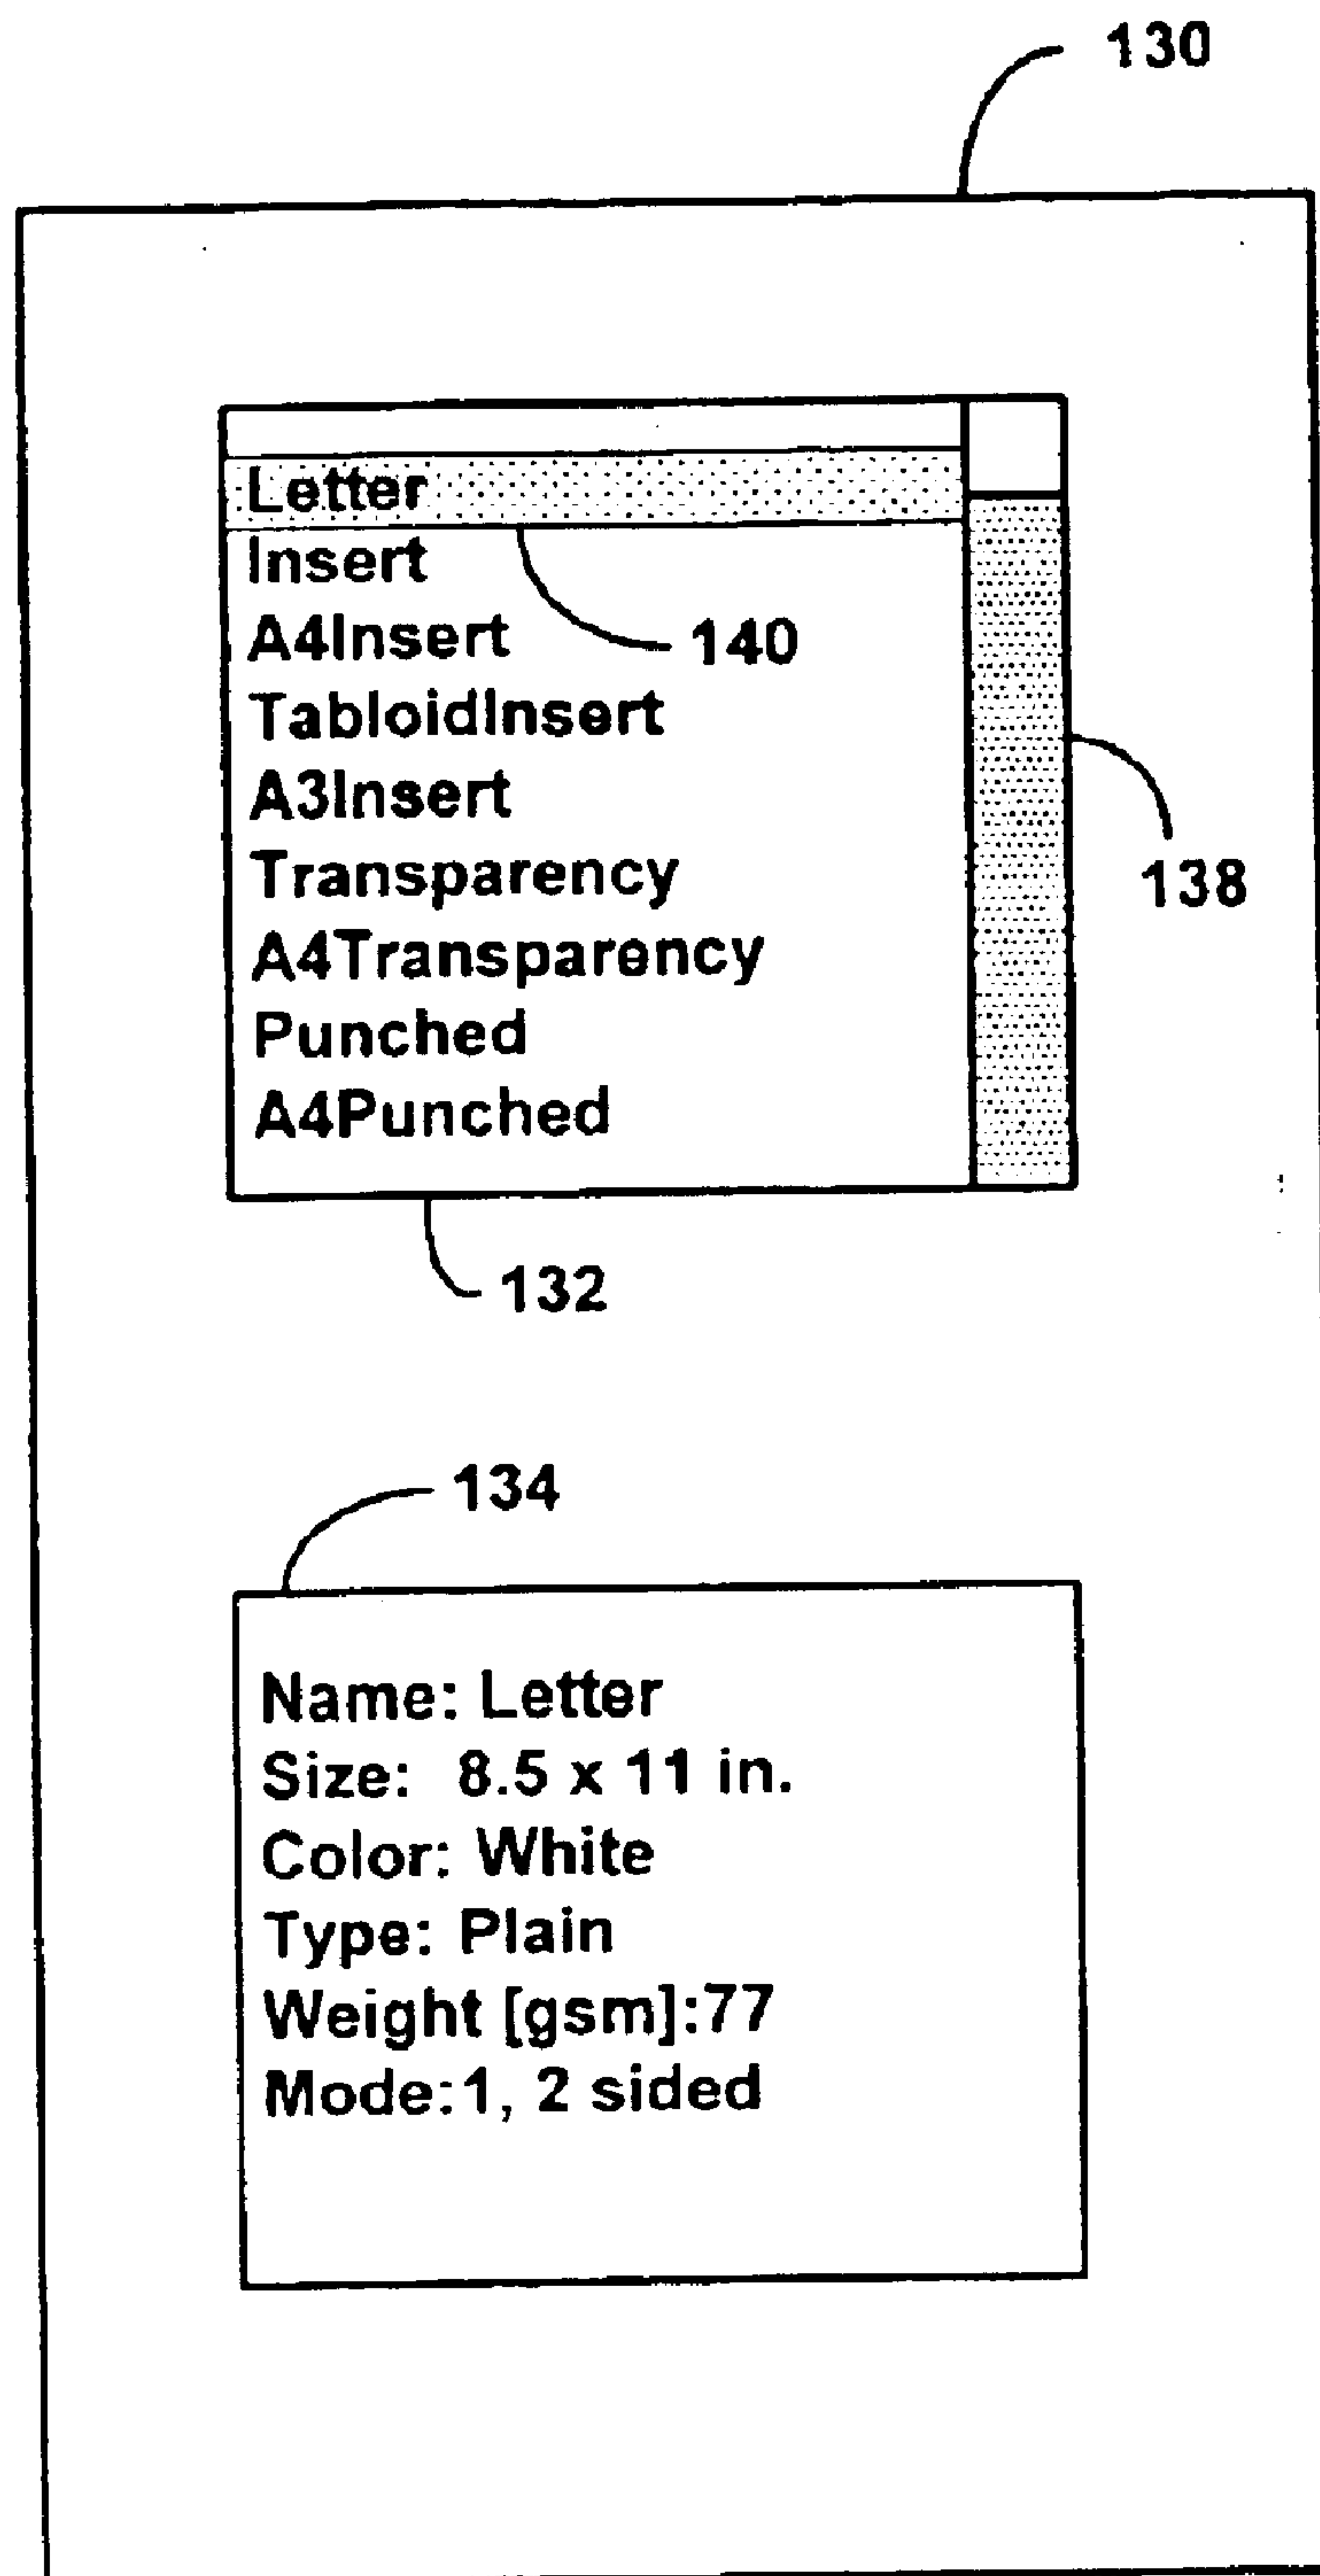 130
Letter
Insert
A4Insert
140
TabloidInsert
A3Insert
138
Transparency
A4Transparency
Punched
A4Punched
132
134
Name: Letter
Size: 8.5 x 11 in.
Color: White
Type: Plain
Weight [gsm]:77
Mode:1, 2 sided